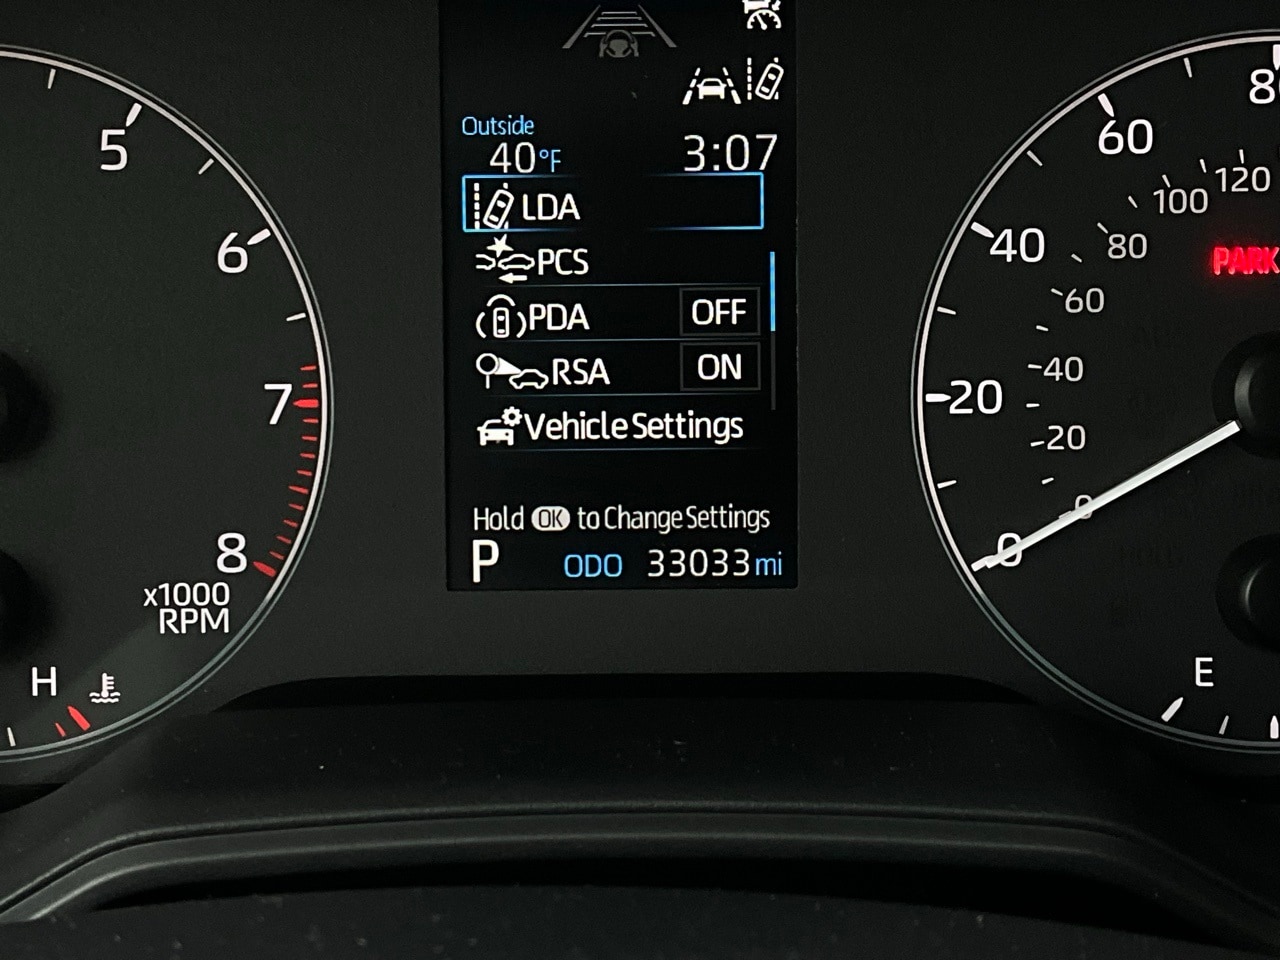 Outside
40°F 3:07
LDA
PCS
PDA OFF
RSA ON
Vehicle Settings
Hold OK to Change Settings
P ODO 33033 mi
5
6
7
8
x1000
RPM
H
60
40
20
0
120
100
80
60
40
20
0
PARK
E